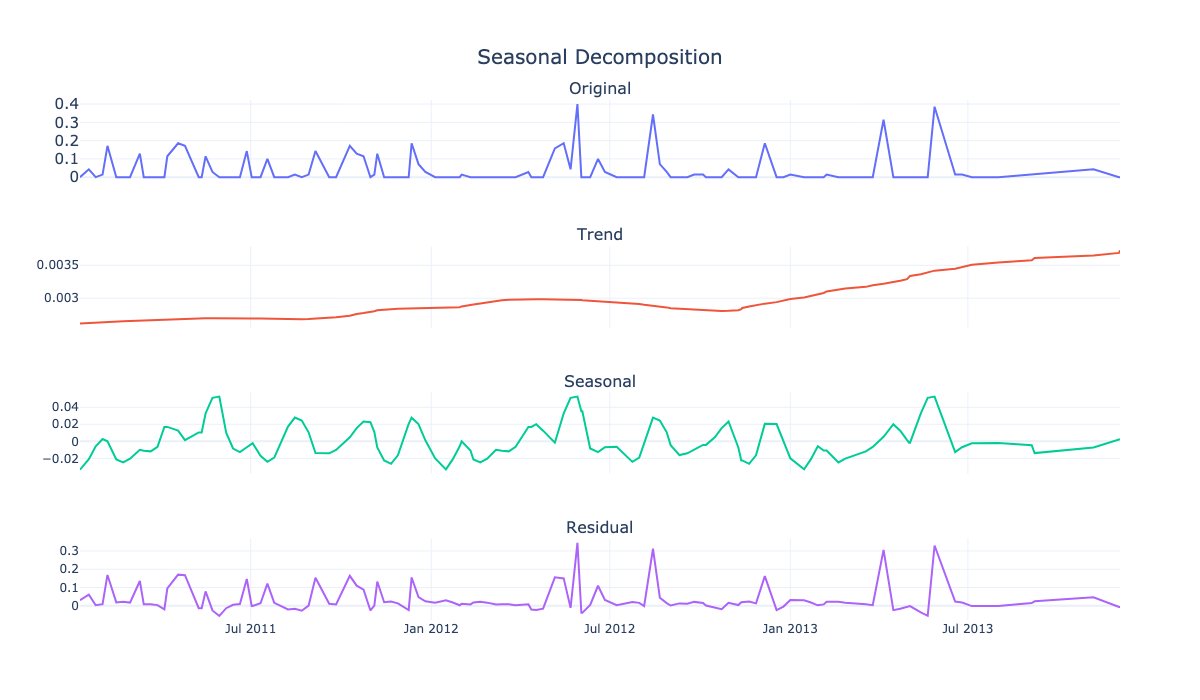 Seasonal Decomposition
Original
0.4
0.3
0.2
0.1
0
Trend
0.0035
0.003
Seasonal
0.04
0.02
0
−0.02
Residual
0.3
0.2
0.1
0
Jul 2011 Jan 2012 Jul 2012 Jan 2013 Jul 2013